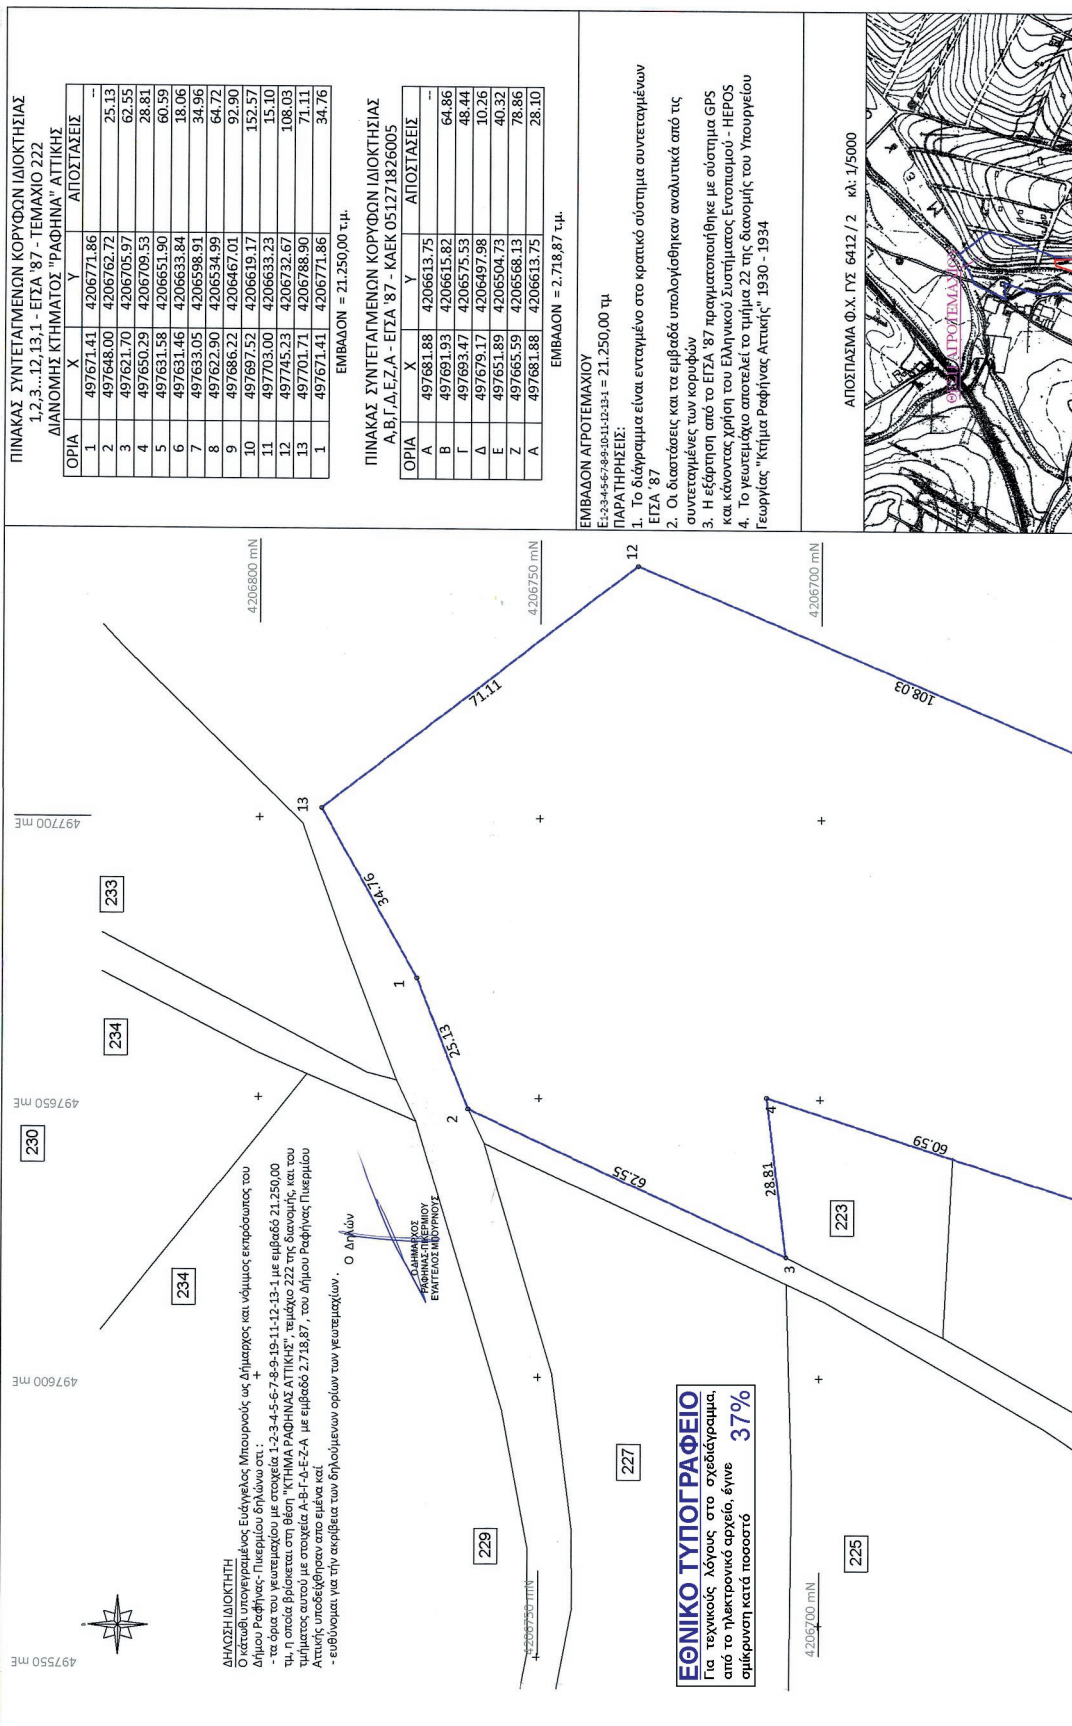 ΠΙΝΑΚΑΣ ΣΥΝΤΕΤΑΓΜΕΝΩΝ ΚΟΡΥΦΩΝ ΙΔΙΟΚΤΗΣΙΑΣ
1,2,3...12,13,1 - ΕΓΣΑ '87 - ΤΕΜΑΧΙΟ 222
ΔΙΑΝΟΜΗΣ ΚΤΗΜΑΤΟΣ "ΡΑΦΗΝΑ" ΑΤΤΙΚΗΣ
ΟΡΙΑ X Y ΑΠΟΣΤΑΣΕΙΣ
1 497671.41 4206771.86 --
2 497648.00 4206762.72 25.13
3 497621.70 4206705.97 62.55
4 497650.29 4206709.53 28.81
5 497631.58 4206651.90 60.59
6 497631.46 4206633.84 18.06
7 497633.05 4206598.91 34.96
8 497622.90 4206534.99 64.72
9 497686.22 4206467.01 92.90
10 497697.52 4206619.17 152.57
11 497703.00 4206633.23 15.10
12 497745.23 4206732.67 108.03
13 497701.71 4206788.90 71.11
1 497671.41 4206771.86 34.76
ΕΜΒΑΔΟΝ = 21.250,00 τ.μ.
ΠΙΝΑΚΑΣ ΣΥΝΤΕΤΑΓΜΕΝΩΝ ΚΟΡΥΦΩΝ ΙΔΙΟΚΤΗΣΙΑΣ
Α,Β,Γ,Δ,Ε,Ζ,Α - ΕΓΣΑ '87 - ΚΑΕΚ 051271826005
ΟΡΙΑ X Y ΑΠΟΣΤΑΣΕΙΣ
Α 497681.88 4206613.75 --
Β 497691.93 4206615.82 64.86
Γ 497693.47 4206575.53 48.44
Δ 497679.17 4206497.98 10.26
Ε 497651.89 4206504.73 40.32
Ζ 497665.59 4206568.13 78.86
Α 497681.88 4206613.75 28.10
ΕΜΒΑΔΟΝ = 2.718,87 τ.μ.
ΕΜΒΑΔΟΝ ΑΓΡΟΤΕΜΑΧΙΟΥ
Ε1-2-3-4-5-6-7-8-9-10-11-12-13-1 = 21.250,00 τμ
ΠΑΡΑΤΗΡΗΣΕΙΣ:
1. Το διάγραμμα είναι ενταγμένο στο κρατικό σύστημα συντεταγμένων
ΕΓΣΑ '87
2. Οι διαστάσεις και τα εμβαδά υπολογίσθηκαν αναλυτικά από τις
συντεταγμένες των κορυφών
3. Η εξάρτηση από το ΕΓΣΑ '87 πραγματοποιήθηκε με σύστημα GPS
και κάνοντας χρήση του Ελληνικού Συστήματος Εντοπισμού - HEPOS
4. Το γεωτεμάχιο αποτελεί το τμήμα 222 της διανομής του Υπουργείου
Γεωργίας "Κτήμα Ραφήνας Αττικής" 1930 - 1934
ΑΠΟΣΠΑΣΜΑ Φ.Χ. ΓΥΣ 6412 / 2 κλ: 1/5000
ΘΕΣΗ ΑΓΡΟΤΕΜΑΧΙΟΥ
4206800 mN
4206750 mN
4206700 mN
497700 mE
497650 mE
497600 mE
497550 mE
4206750 mN
4206700 mN
12
71.11
108.03
13
34.76
1
25.13
2
62.55
3
28.81
4
60.59
233
234
230
234
223
227
229
225
ΔΗΛΩΣΗ ΙΔΙΟΚΤΗΤΗ
Ο κάτωθι υπογεγραμένος Ευάγγελος Μπουρνούς ως Δήμαρχος και νόμιμος εκπρόσωπος του
Δήμου Ραφήνας- Πικερμίου δηλώνω οτι :
- τα όρια του γεωτεμαχίου με στοιχεία 1-2-3-4-5-6-7-8-9-19-11-12-13-1 με εμβαδό 21.250,00
τμ, η οποία βρίσκεται στη θέση "ΚΤΗΜΑ ΡΑΦΗΝΑΣ ΑΤΤΙΚΗΣ", τεμάχιο 222 της διανομής, και του
τμήματος αυτού με στοιχεία Α-Β-Γ-Δ-Ε-Ζ-Α με εμβαδό 2.718,87 , του Δήμου Ραφήνας Πικερμίου
Αττικής υποδείχθησαν απο εμένα καί
- ευθύνομαι για τήν ακρίβεια των δηλούμενων ορίων των γεωτεμαχίων .
Ο Δηλών
Ο ΔΗΜΑΡΧΟΣ
ΡΑΦΗΝΑΣ-ΠΙΚΕΡΜΙΟΥ
ΕΥΑΓΓΕΛΟΣ ΜΠΟΥΡΝΟΥΣ
ΕΘΝΙΚΟ ΤΥΠΟΓΡΑΦΕΙΟ
Για τεχνικούς λόγους στο σχεδιάγραμμα,
από το ηλεκτρονικό αρχείο, έγινε
σμίκρυνση κατά ποσοστό 37%